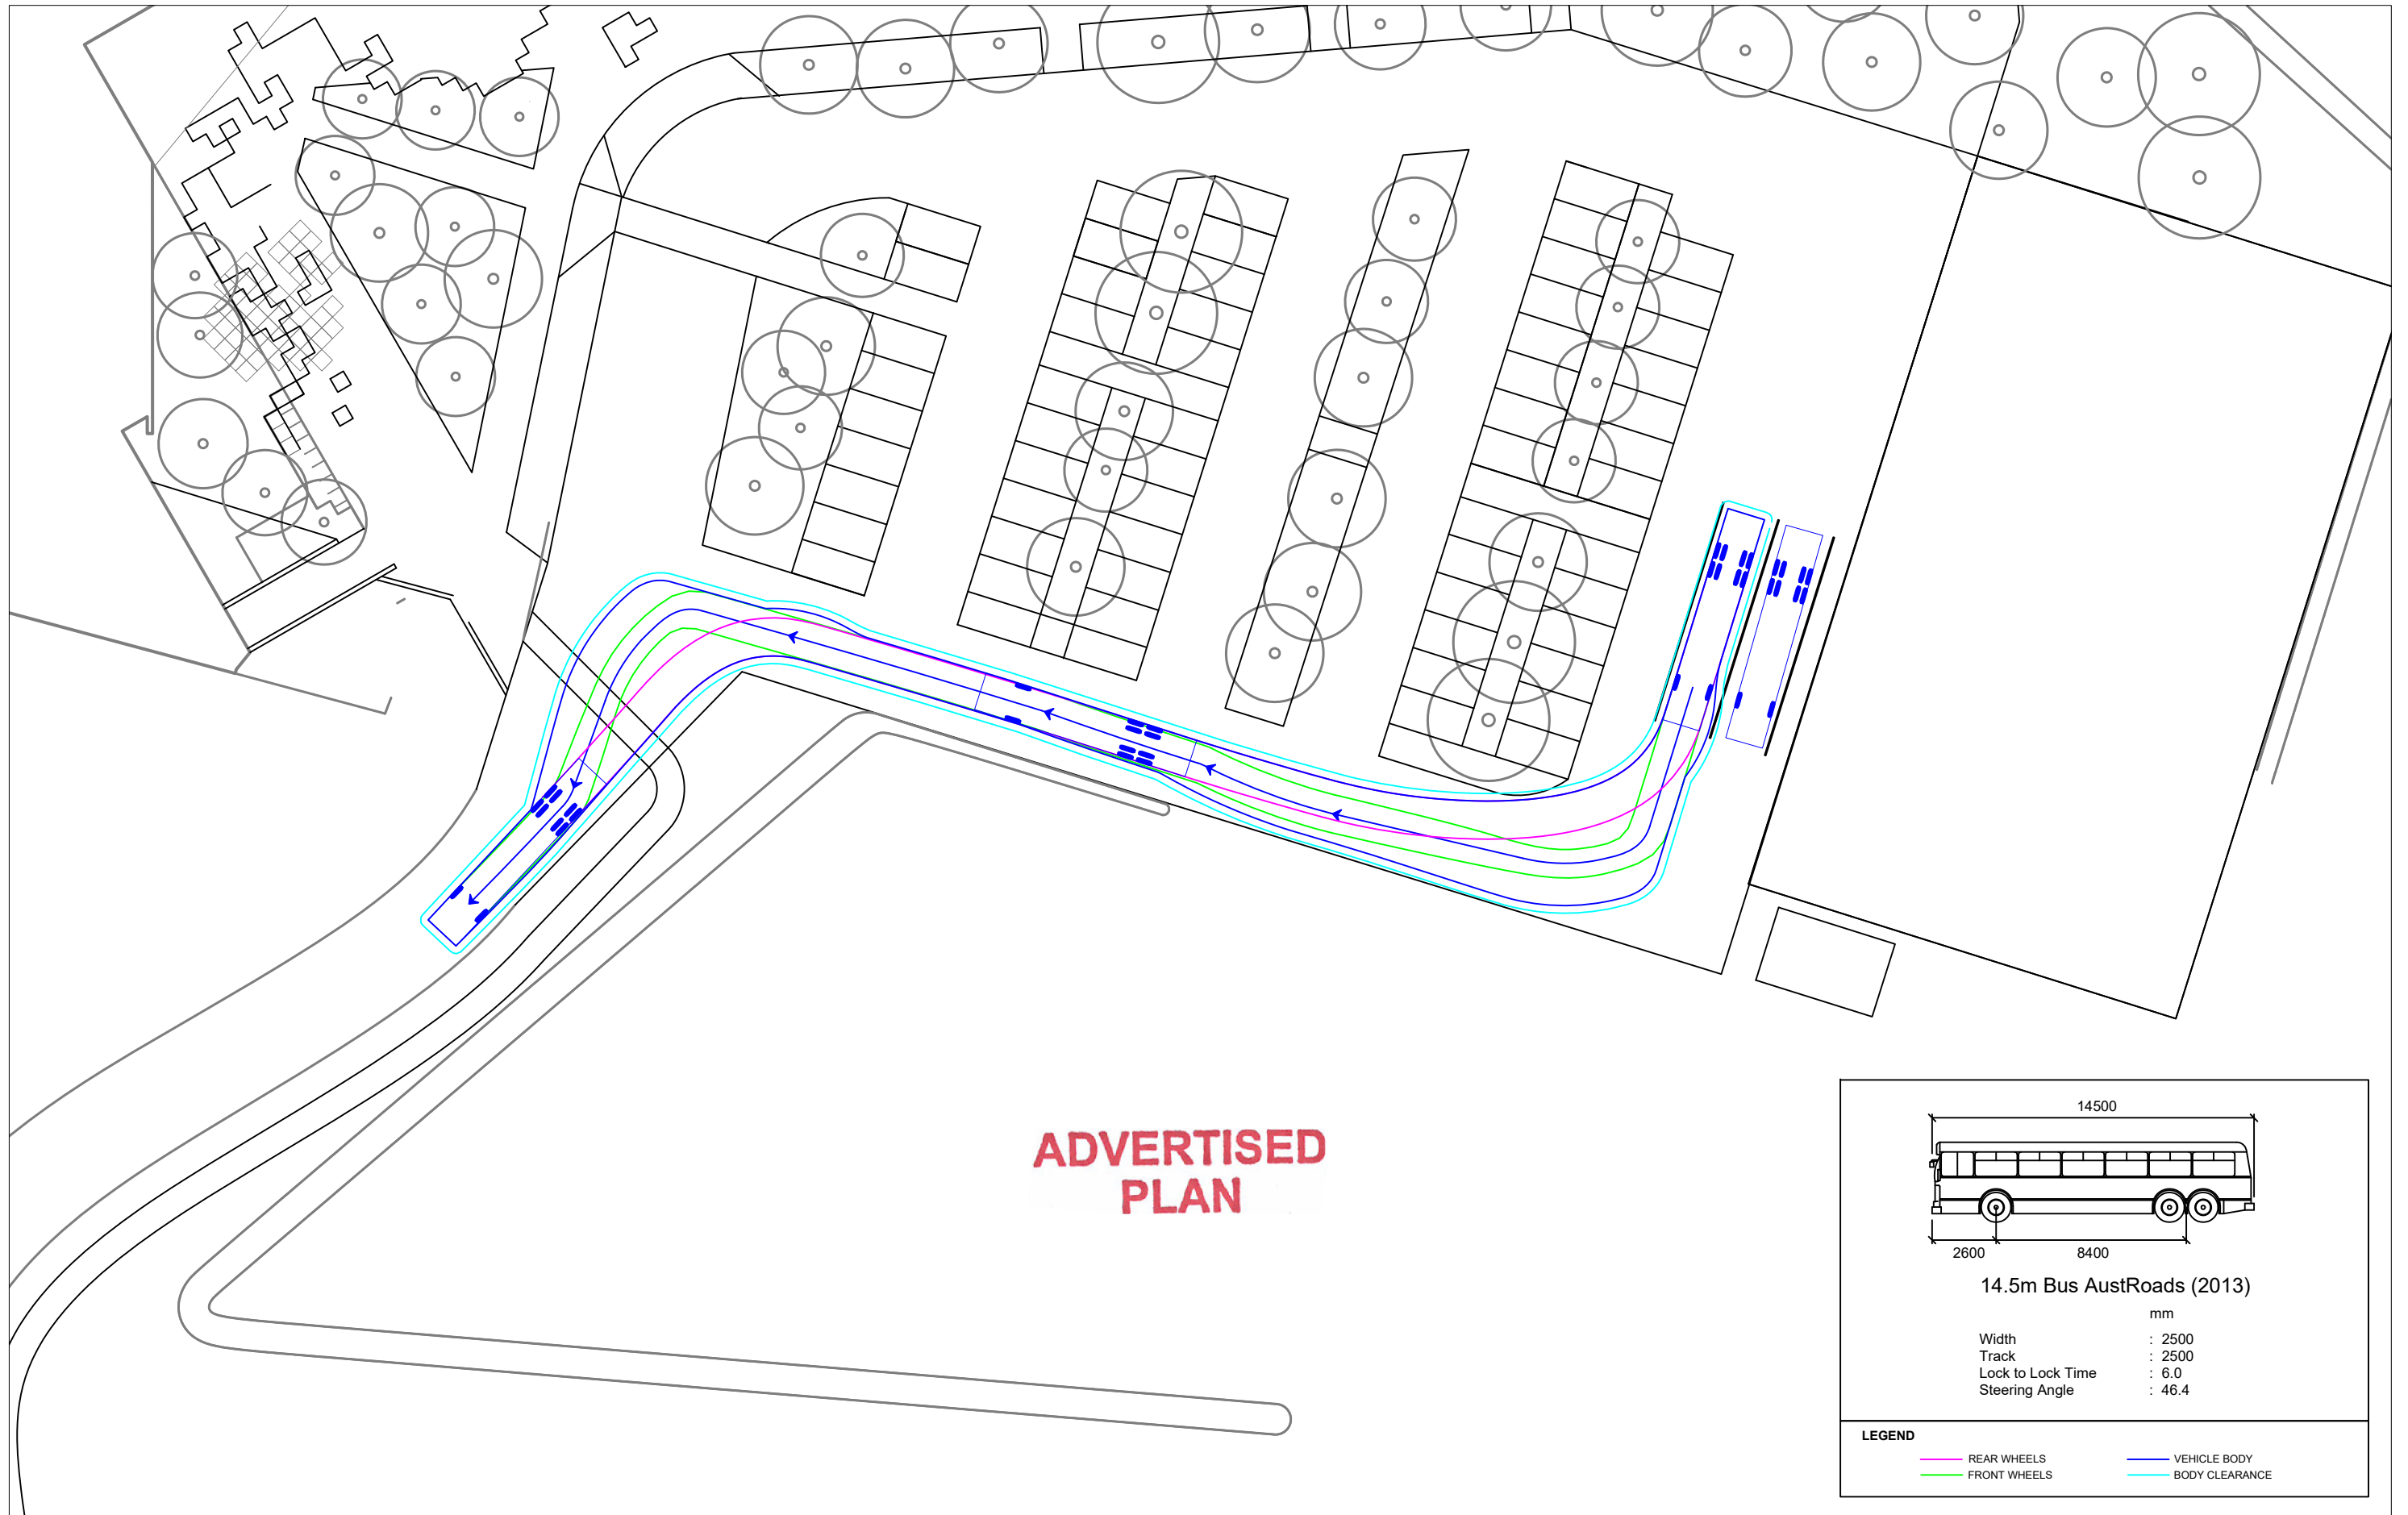 ADVERTISED
PLAN
14500
2600 8400
14.5m Bus AustRoads (2013)
mm
Width : 2500
Track : 2500
Lock to Lock Time : 6.0
Steering Angle : 46.4
LEGEND
REAR WHEELS VEHICLE BODY
FRONT WHEELS BODY CLEARANCE